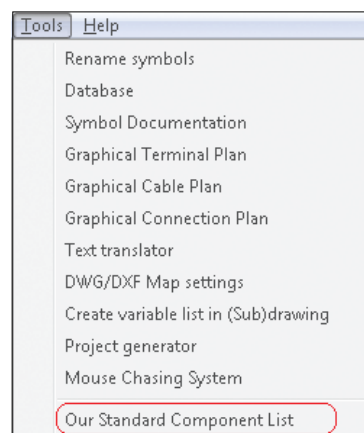 Tools Help
Rename symbols
Database
Symbol Documentation
Graphical Terminal Plan
Graphical Cable Plan
Graphical Connection Plan
Text translator
DWG/DXF Map settings
Create variable list in (Sub)drawing
Project generator
Mouse Chasing System
Our Standard Component List